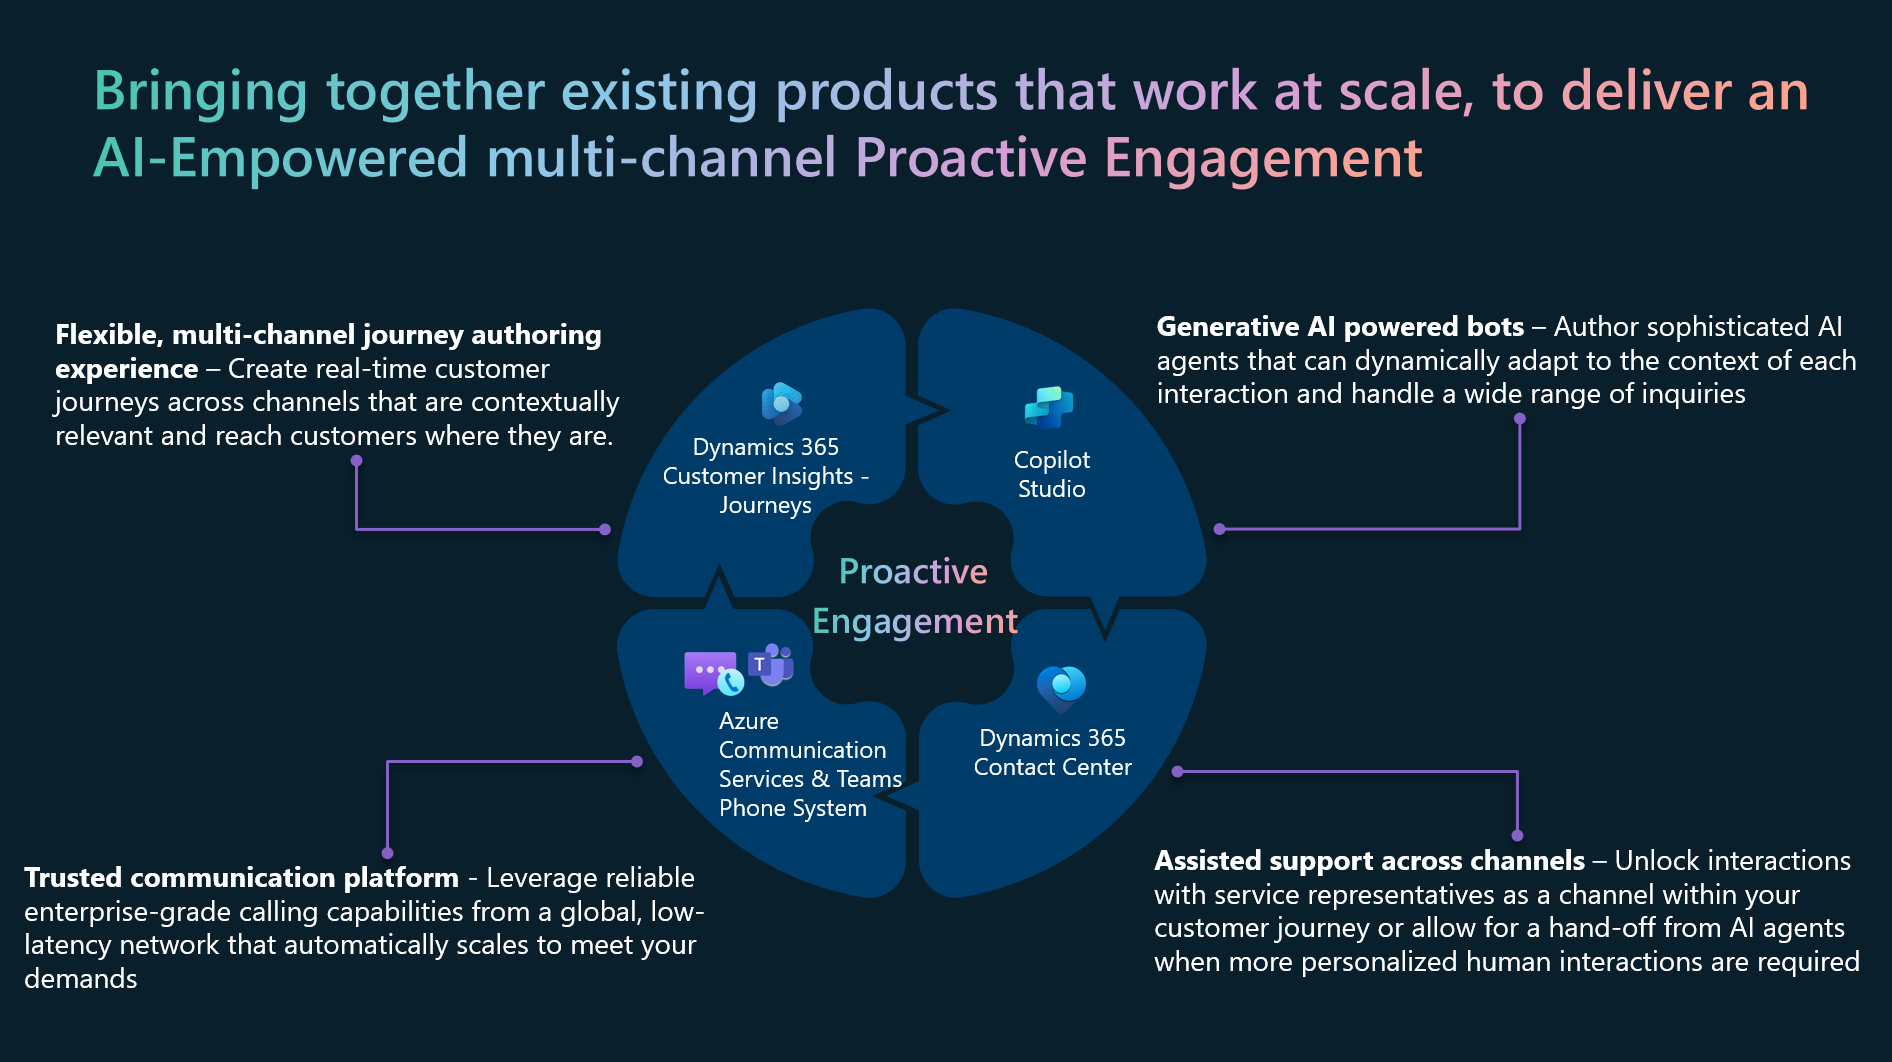 Bringing together existing products that work at scale, to deliver an
AI-Empowered multi-channel Proactive Engagement
Flexible, multi-channel journey authoring
experience – Create real-time customer
journeys across channels that are contextually
relevant and reach customers where they are.
Generative AI powered bots – Author sophisticated AI
agents that can dynamically adapt to the context of each
interaction and handle a wide range of inquiries
Dynamics 365
Customer Insights -
Journeys
Copilot
Studio
Proactive
Engagement
T
Azure
Communication
Services & Teams
Phone System
Dynamics 365
Contact Center
Trusted communication platform - Leverage reliable
enterprise-grade calling capabilities from a global, low-
latency network that automatically scales to meet your
demands
Assisted support across channels – Unlock interactions
with service representatives as a channel within your
customer journey or allow for a hand-off from AI agents
when more personalized human interactions are required